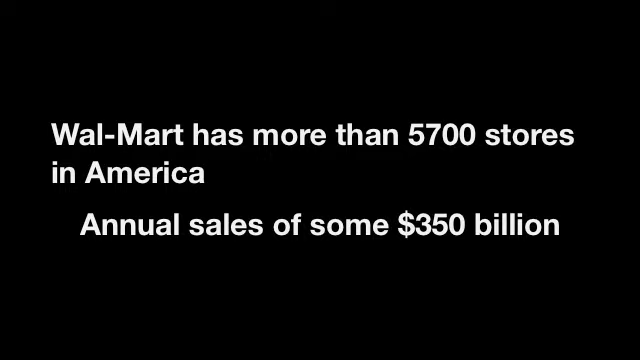 Wal-Mart has more than 5700 stores
in America
Annual sales of some $350 billion